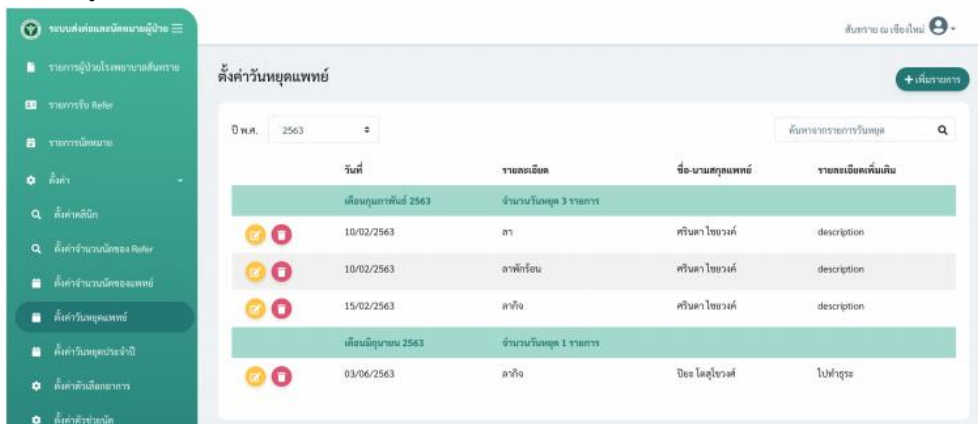 ระบบส่งต่อและนัดหมายผู้ป่วย
สันทราย ณ เชียงใหม่
รายการผู้ป่วยโรงพยาบาลสันทราย
รายการรับ Refer
รายการนัดหมาย
ตั้งค่า
ตั้งค่าคลินิก
ตั้งค่าจำนวนนัดของ Refer
ตั้งค่าจำนวนนัดของแพทย์
ตั้งค่าวันหยุดแพทย์
ตั้งค่าวันหยุดประจำปี
ตั้งค่าตัวเลือกอาการ
ตั้งค่าตัวช่วยนัด
ตั้งค่าวันหยุดแพทย์
+ เพิ่มรายการ
ปี พ.ศ. 2563
ค้นหาจากรายการวันหยุด
วันที่ รายละเอียด ชื่อ-นามสกุลแพทย์ รายละเอียดเพิ่มเติม
เดือนกุมภาพันธ์ 2563 จำนวนวันหยุด 3 รายการ
10/02/2563 ลา ศรินดา ไชยวงค์ description
10/02/2563 ลาพักร้อน ศรินดา ไชยวงค์ description
15/02/2563 ลากิจ ศรินดา ไชยวงค์ description
เดือนมิถุนายน 2563 จำนวนวันหยุด 1 รายการ
03/06/2563 ลากิจ ปิยะ ไปทำธุระ